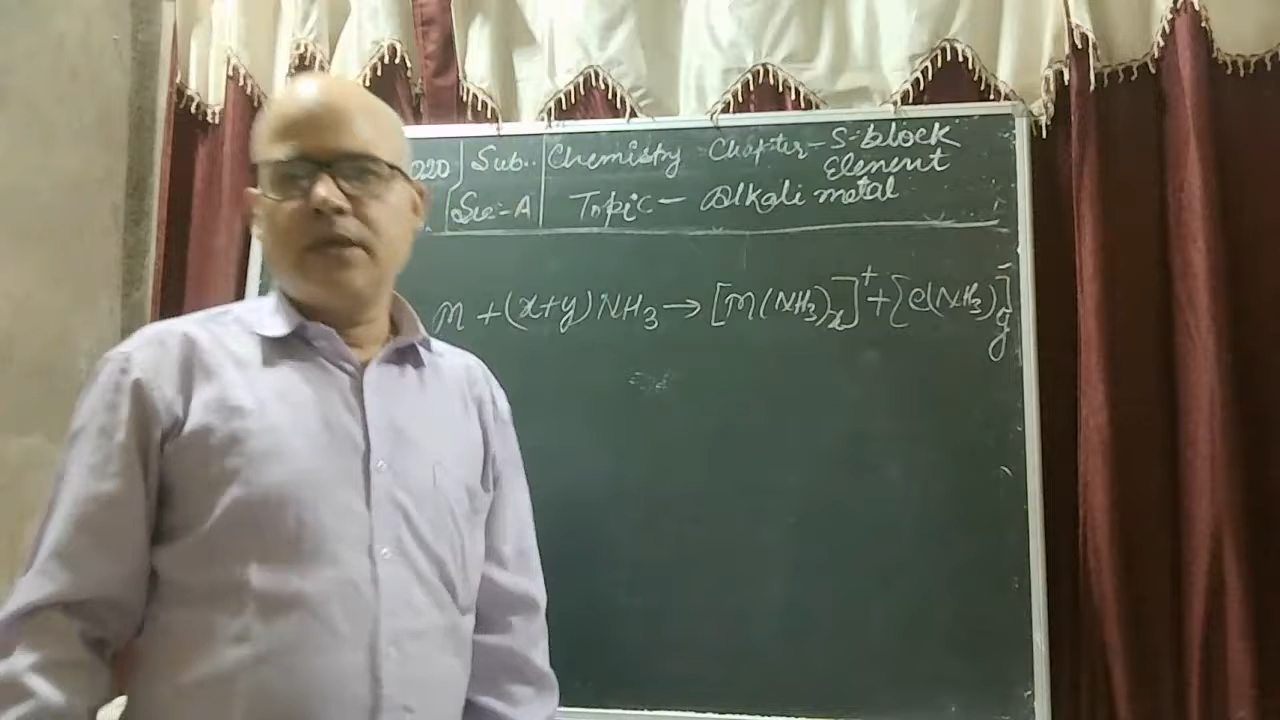 020 Sub.. Chemistry Chapter - S-block
Element
Sec-A Topic - Alkali metal
M + (x+y) NH₃ → [M(NH₃)ₓ]⁺ + [e(NH₃)y]⁻